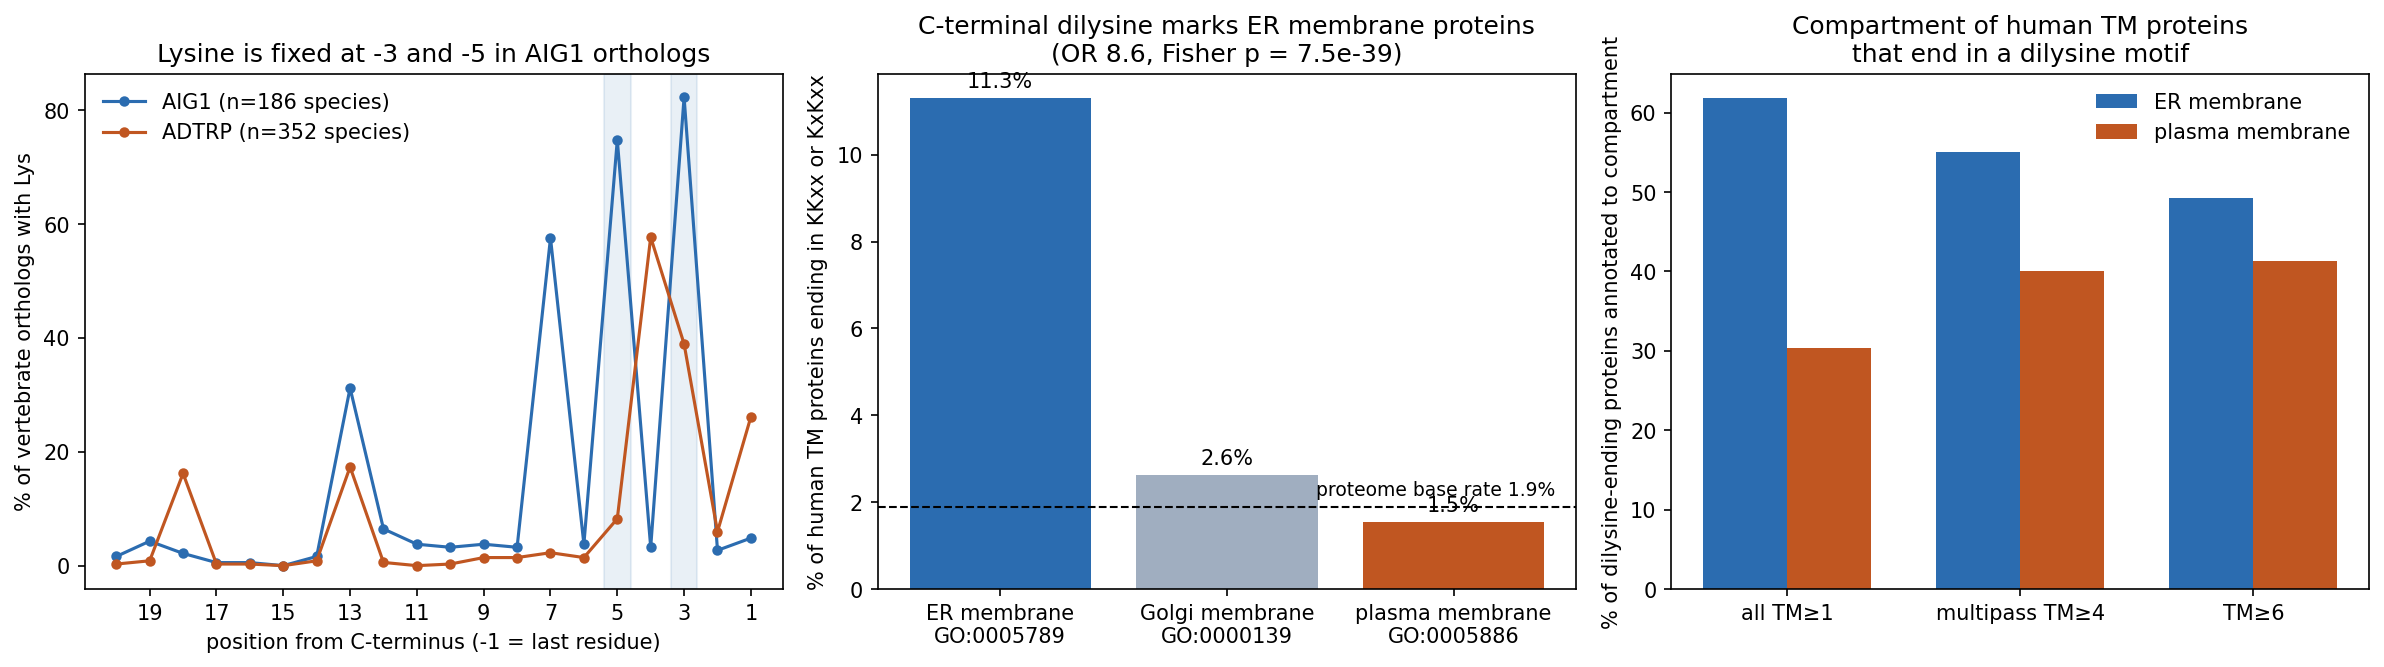 Lysine is fixed at -3 and -5 in AIG1 orthologs
% of vertebrate orthologs with Lys
80
60
40
20
0
AIG1 (n=186 species)
ADTRP (n=352 species)
19 17 15 13 11 9 7 5 3 1
position from C-terminus (-1 = last residue)
C-terminal dilysine marks ER membrane proteins
(OR 8.6, Fisher p = 7.5e-39)
% of human TM proteins ending in KKxx or KxKxx
10
8
6
4
2
0
11.3%
2.6%
proteome base rate 1.9%
1.5%
ER membrane
GO:0005789
Golgi membrane
GO:0000139
plasma membrane
GO:0005886
Compartment of human TM proteins
that end in a dilysine motif
% of dilysine-ending proteins annotated to compartment
60
50
40
30
20
10
0
ER membrane
plasma membrane
all TM≥1
multipass TM≥4
TM≥6